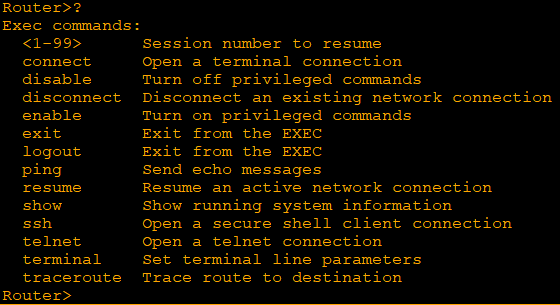 Router>?
Exec commands:
  <1-99>      Session number to resume
  connect     Open a terminal connection
  disable     Turn off privileged commands
  disconnect  Disconnect an existing network connection
  enable      Turn on privileged commands
  exit        Exit from the EXEC
  logout      Exit from the EXEC
  ping        Send echo messages
  resume      Resume an active network connection
  show        Show running system information
  ssh         Open a secure shell client connection
  telnet      Open a telnet connection
  terminal    Set terminal line parameters
  traceroute  Trace route to destination
Router>